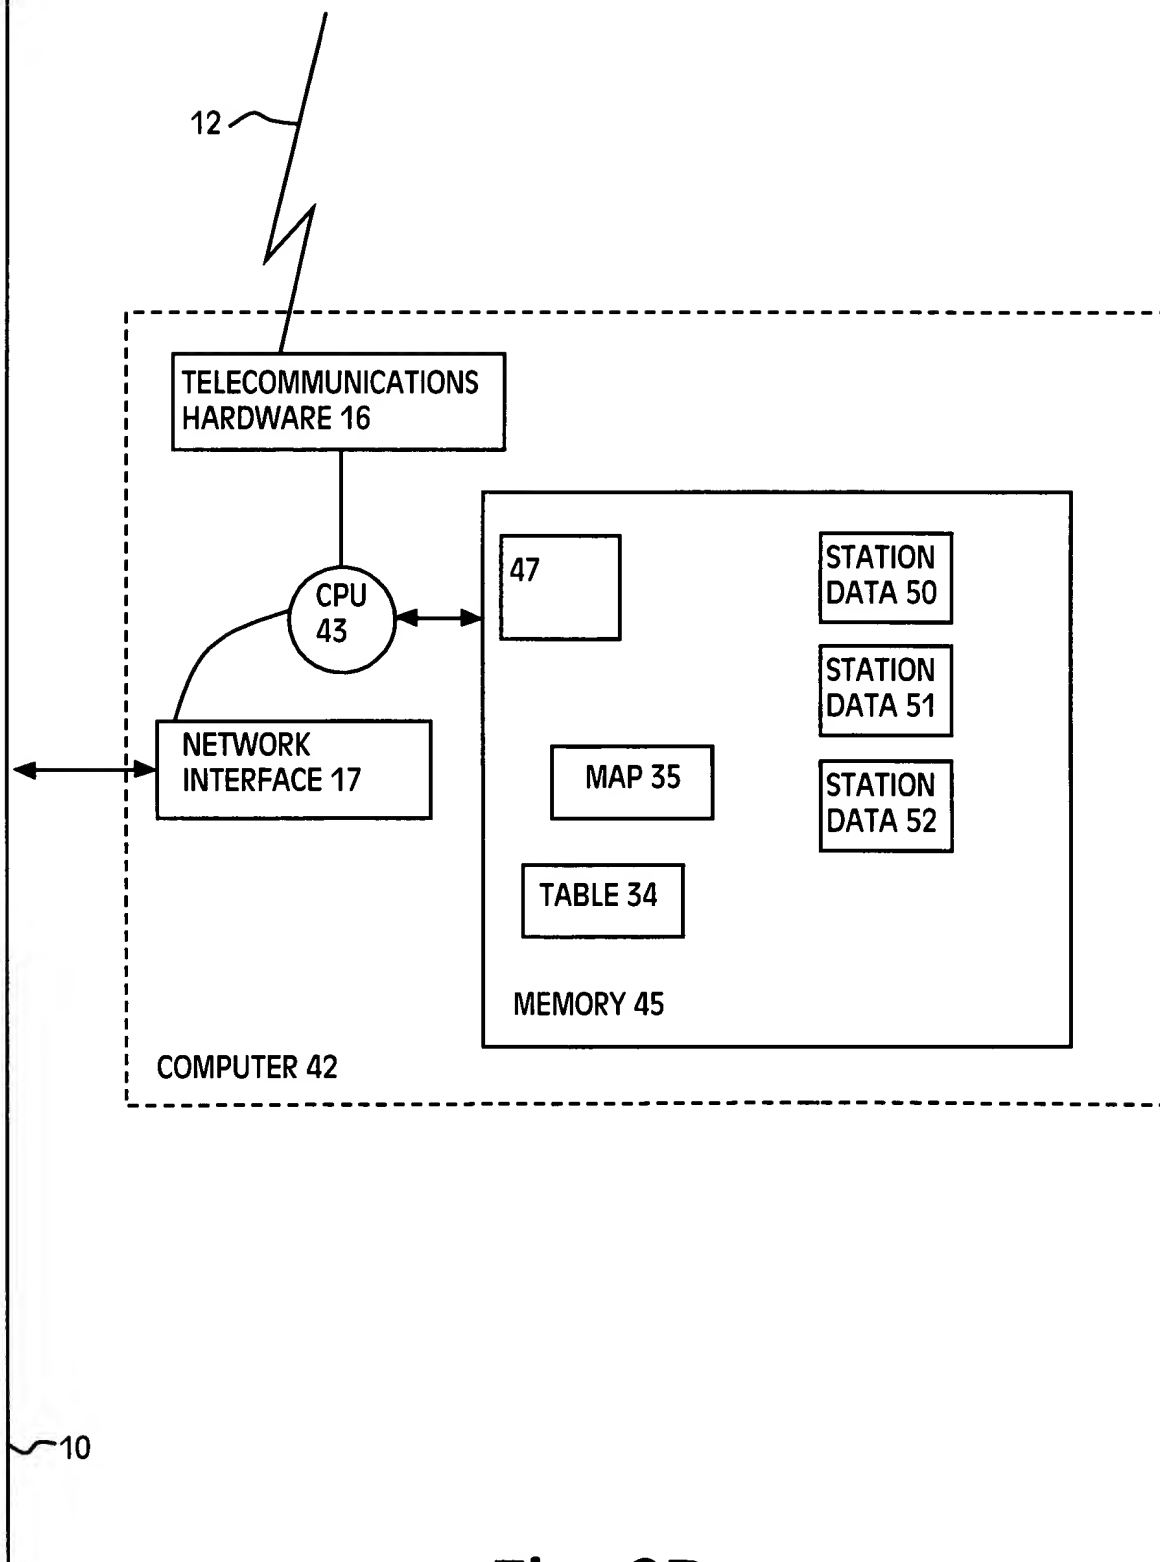 12
TELECOMMUNICATIONS
HARDWARE 16
47
STATION
DATA 50
CPU
43
STATION
DATA 51
NETWORK
INTERFACE 17
MAP 35
STATION
DATA 52
TABLE 34
MEMORY 45
COMPUTER 42
10